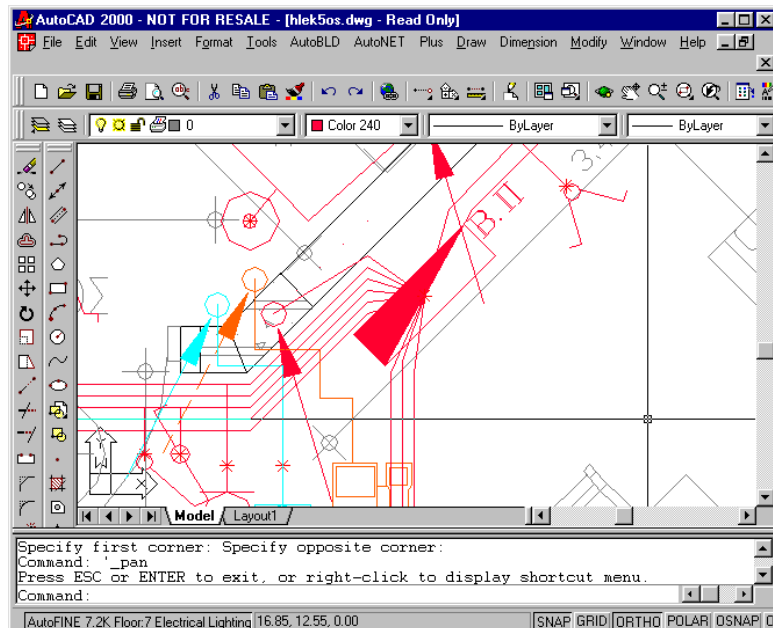 AutoCAD 2000 - NOT FOR RESALE - [hlek5os.dwg - Read Only]
File Edit View Insert Format Tools AutoBLD AutoNET Plus Draw Dimension Modify Window Help
0 Color 240 ByLayer ByLayer
B.II
Model Layout1
Specify first corner: Specify opposite corner:
Command: '_pan
Press ESC or ENTER to exit, or right-click to display shortcut menu.
Command:
AutoFINE 7.2K Floor:7 Electrical Lighting 16.85, 12.55, 0.00 SNAP GRID ORTHO POLAR OSNAP